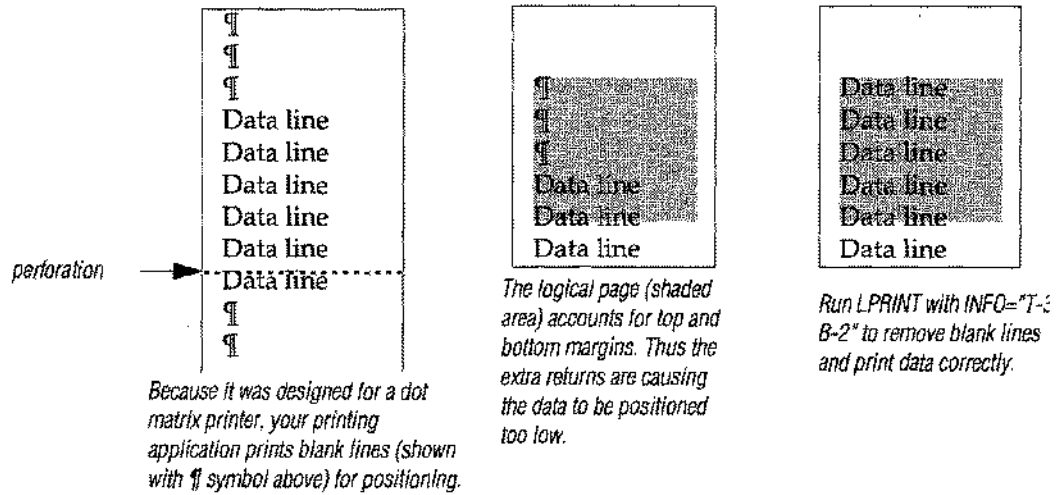 ¶
¶
¶
Data line
Data line
Data line
Data line
Data line
perforation
Data line
¶
¶
Because it was designed for a dot
matrix printer, your printing
application prints blank lines (shown
with ¶ symbol above) for positioning.
¶
¶
¶
Data line
Data line
Data line
The logical page (shaded
area) accounts for top and
bottom margins. Thus the
extra returns are causing
the data to be positioned
too low.
Data line
Data line
Data line
Data line
Data line
Data line
Run LPRINT with INFO="T-3
B-2" to remove blank lines
and print data correctly.